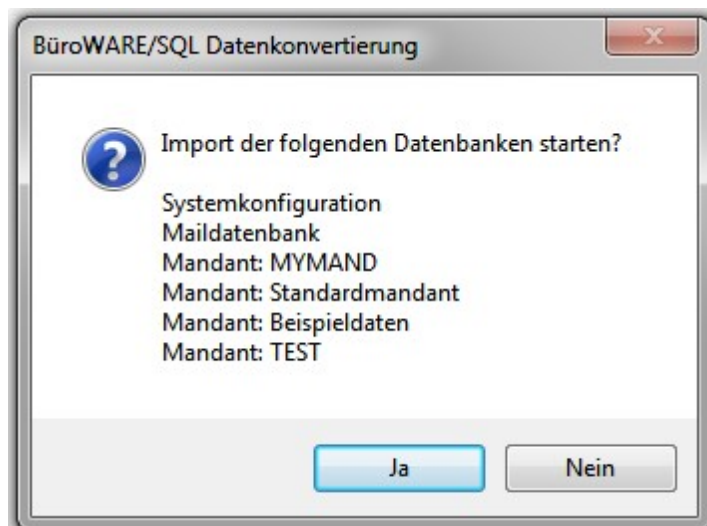 BüroWARE/SQL Datenkonvertierung
Import der folgenden Datenbanken starten?
Systemkonfiguration
Maildatenbank
Mandant: MYMAND
Mandant: Standardmandant
Mandant: Beispieldaten
Mandant: TEST
Ja
Nein